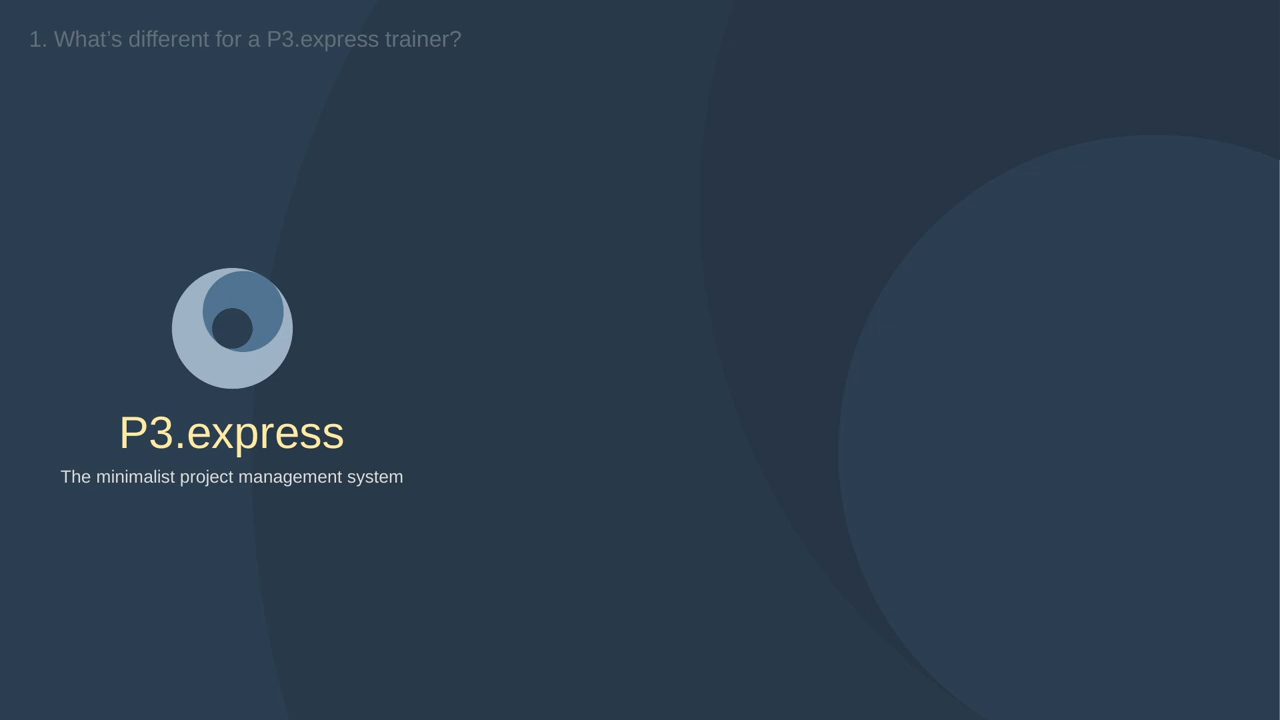 1. What’s different for a P3.express trainer?
P3.express
The minimalist project management system